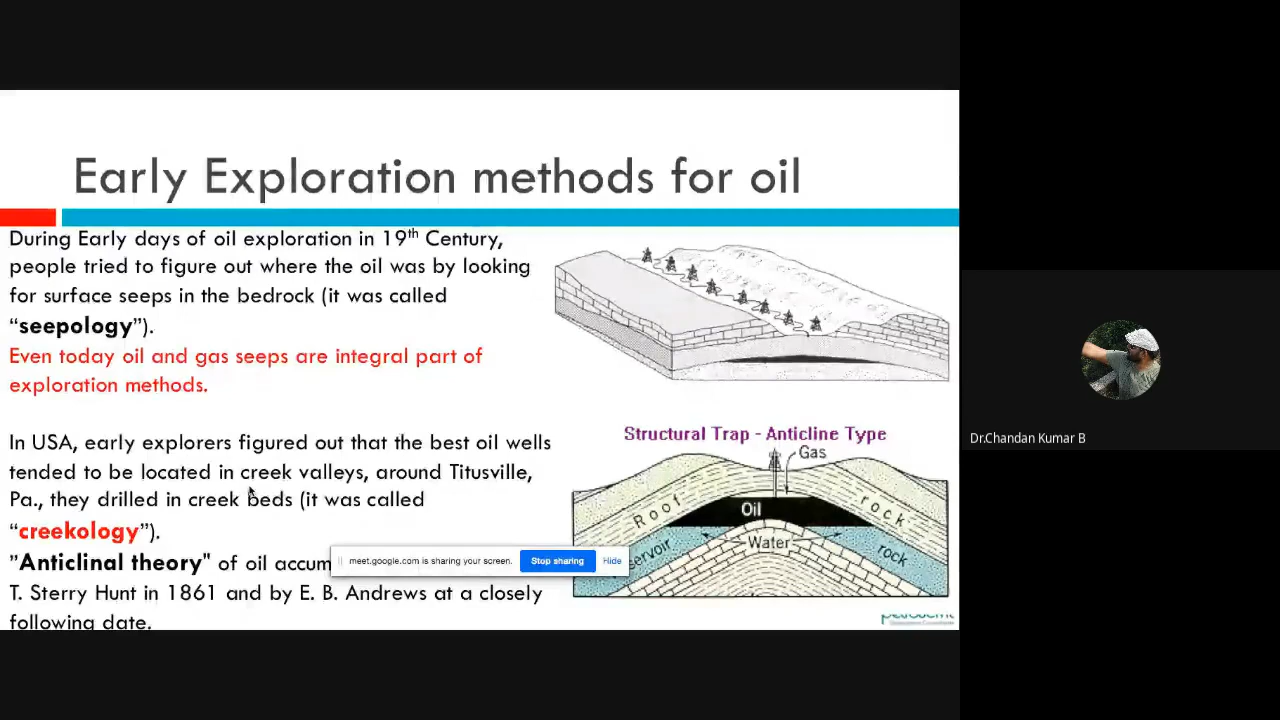 Early Exploration methods for oil
During Early days of oil exploration in 19th Century,
people tried to figure out where the oil was by looking
for surface seeps in the bedrock (it was called
“seepology”).
Even today oil and gas seeps are integral part of
exploration methods.
In USA, early explorers figured out that the best oil wells
tended to be located in creek valleys, around Titusville,
Pa., they drilled in creek beds (it was called
“creekology”).
”Anticlinal theory" of oil accum
T. Sterry Hunt in 1861 and by E. B. Andrews at a closely
following date.
Structural Trap - Anticline Type
Gas
Roof rock
Oil
Water
servoir rock
meet.google.com is sharing your screen.
Stop sharing
Hide
Dr.Chandan Kumar B